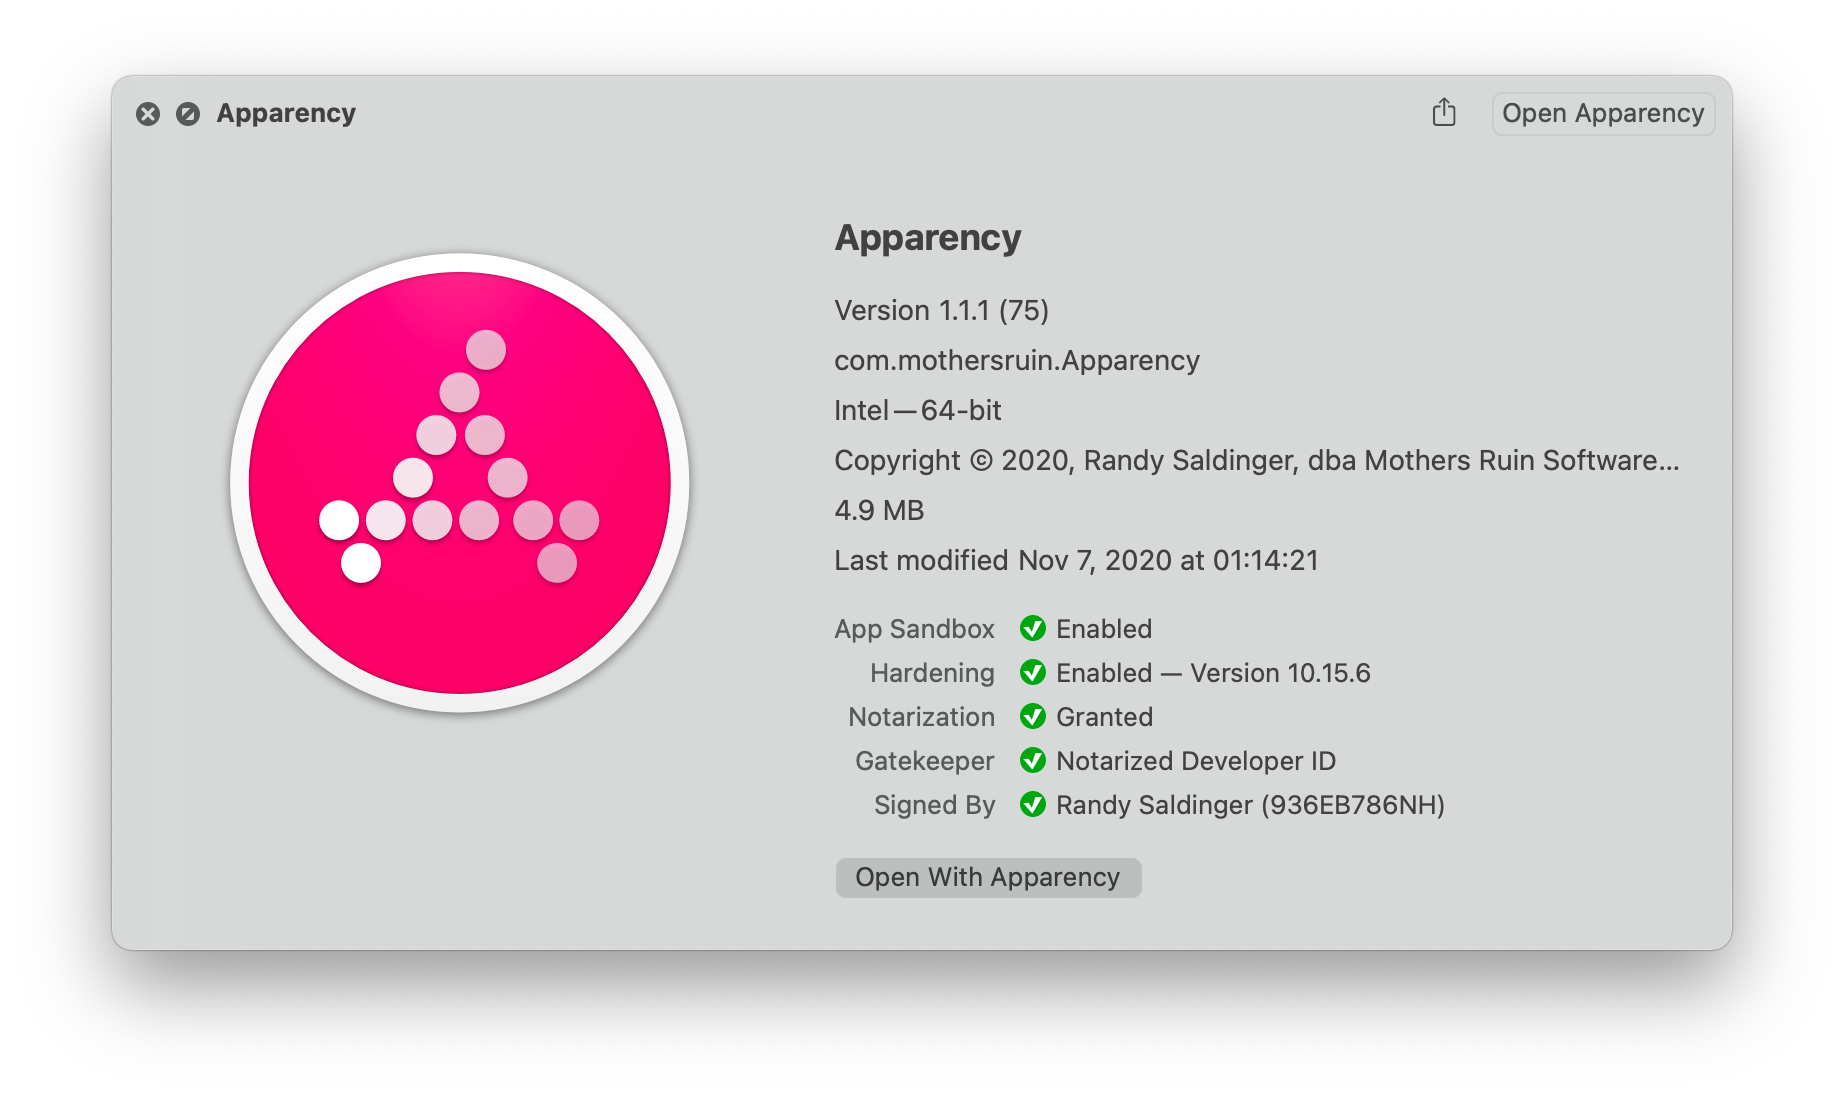 Apparency
Open Apparency
Apparency
Version 1.1.1 (75)
com.mothersruin.Apparency
Intel — 64-bit
Copyright © 2020, Randy Saldinger, dba Mothers Ruin Software...
4.9 MB
Last modified Nov 7, 2020 at 01:14:21
App Sandbox Enabled
Hardening Enabled — Version 10.15.6
Notarization Granted
Gatekeeper Notarized Developer ID
Signed By Randy Saldinger (936EB786NH)
Open With Apparency